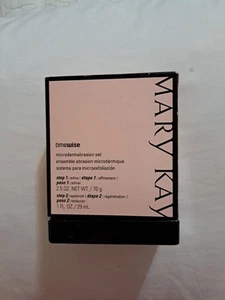 MARY KAY
timewise
microdermabrasion set
ensemble abrasion microdermique
sistema para microexfoliación
step 1: refine / étape 1 : affinement /
paso 1: refinar
2.5 OZ. NET WT. / 70 g
step 2: replenish / étape 2 : régénération /
paso 2: restaurar
1 FL. OZ. / 29 mL